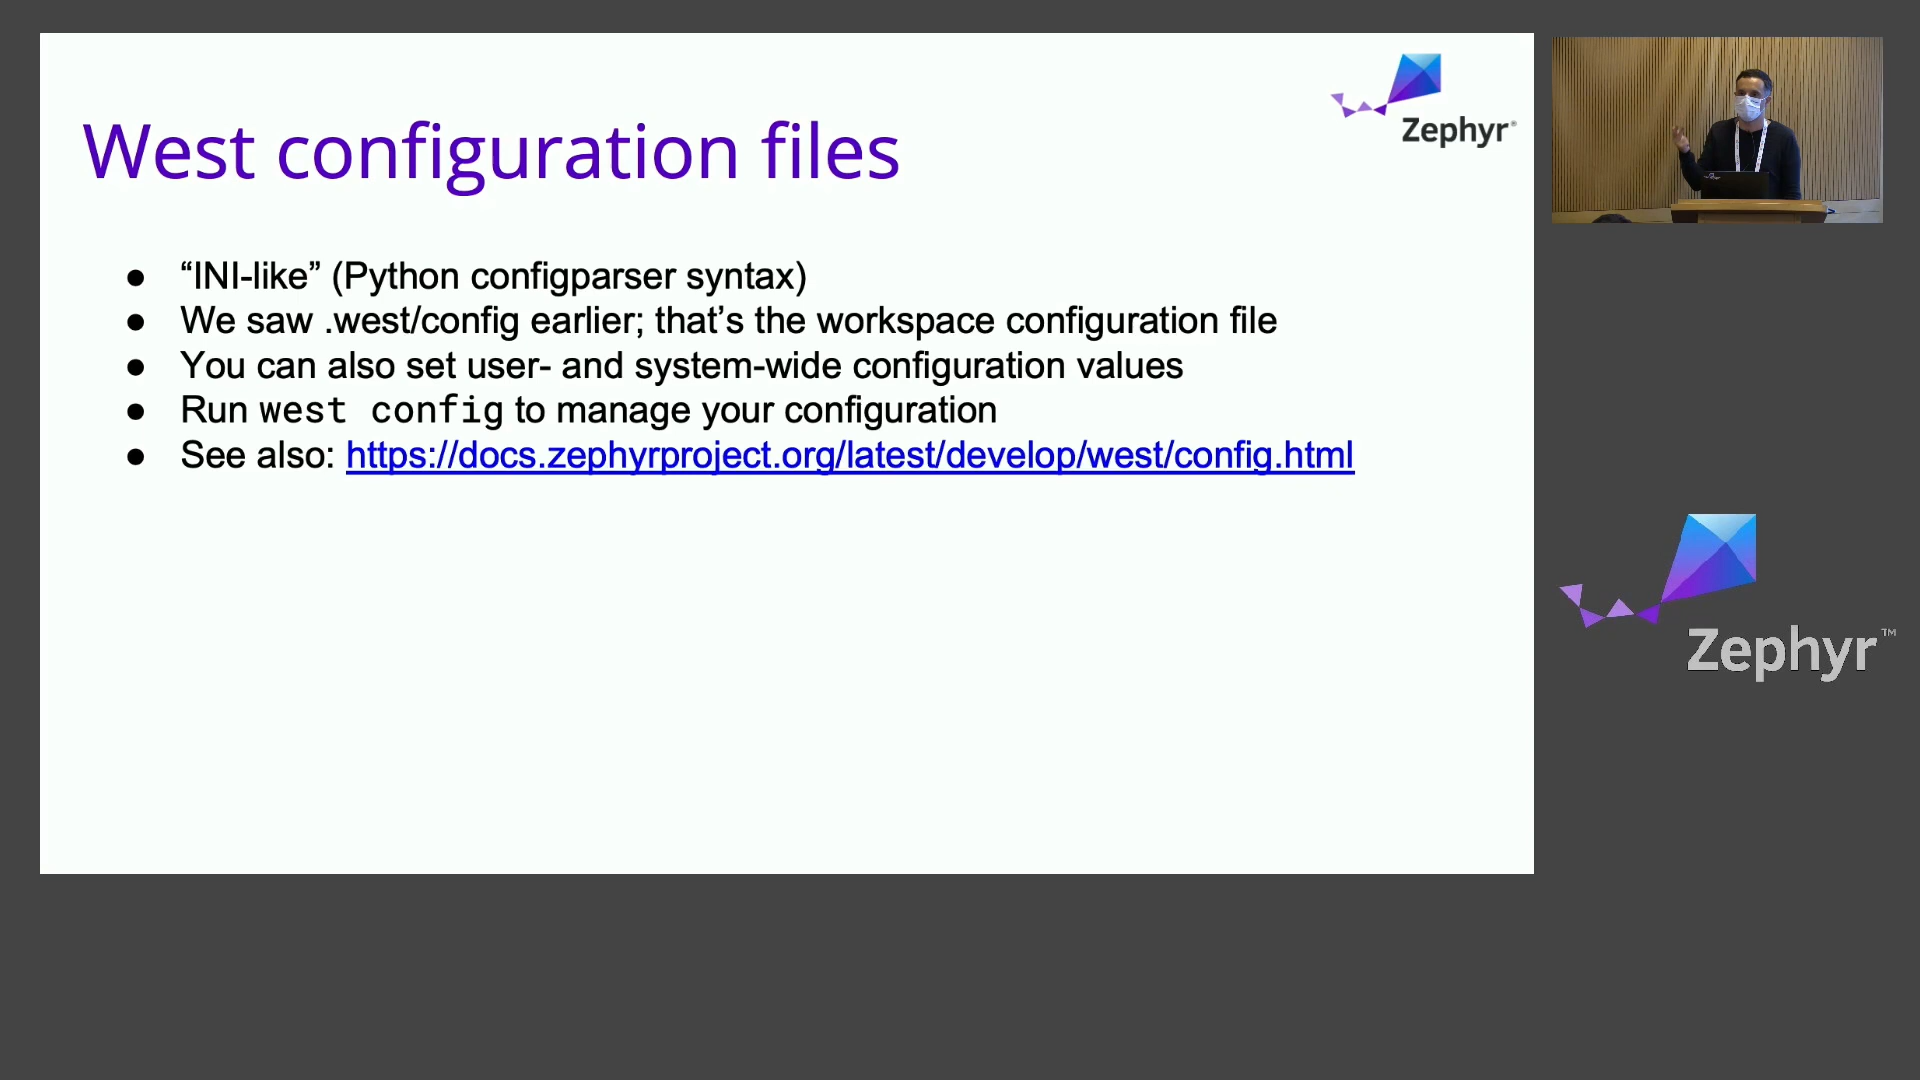 West configuration files
Zephyr®
● “INI-like” (Python configparser syntax)
● We saw .west/config earlier; that’s the workspace configuration file
● You can also set user- and system-wide configuration values
● Run west config to manage your configuration
● See also: https://docs.zephyrproject.org/latest/develop/west/config.html
Zephyr™